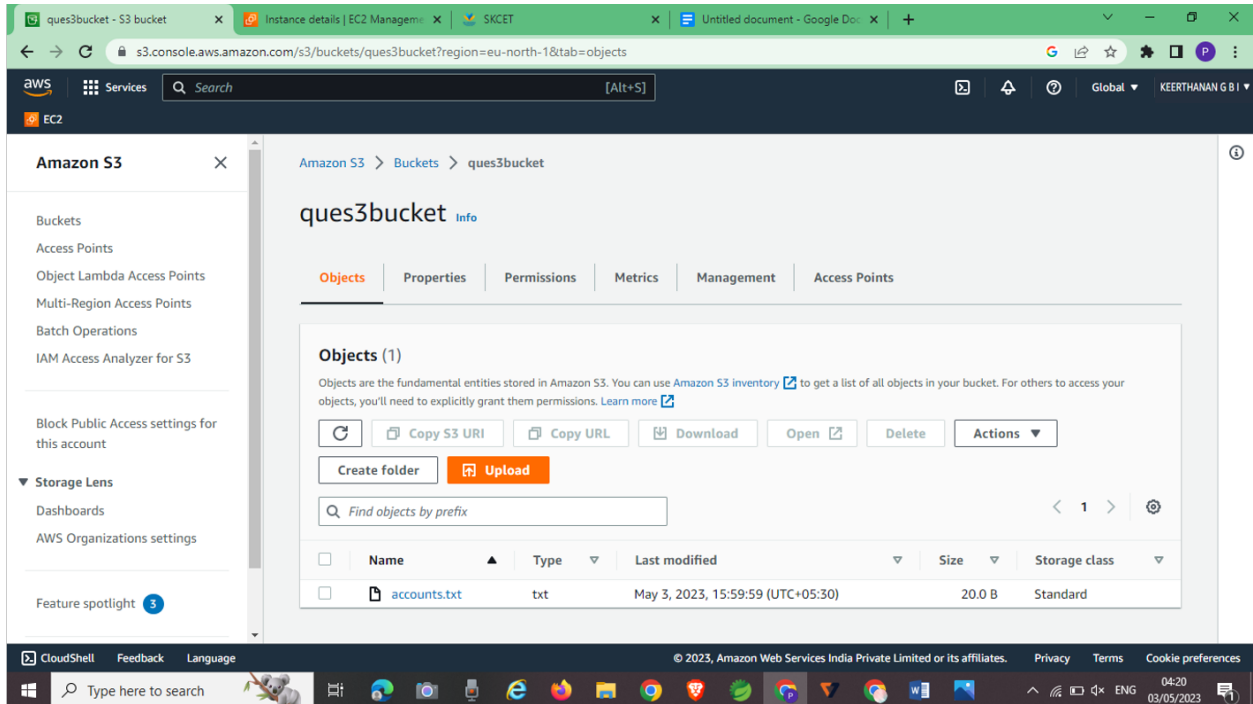 ques3bucket - S3 bucket
Instance details | EC2 Manageme
SKCET
Untitled document - Google Doc
s3.console.aws.amazon.com/s3/buckets/ques3bucket?region=eu-north-1&tab=objects
G
P
aws
Services
Search
[Alt+S]
Global
KEERTHANAN G B I
EC2
Amazon S3
Buckets
Access Points
Object Lambda Access Points
Multi-Region Access Points
Batch Operations
IAM Access Analyzer for S3
Block Public Access settings for
this account
Storage Lens
Dashboards
AWS Organizations settings
Feature spotlight 3
Amazon S3 > Buckets > ques3bucket
ques3bucket Info
Objects Properties Permissions Metrics Management Access Points
Objects (1)
Objects are the fundamental entities stored in Amazon S3. You can use Amazon S3 inventory to get a list of all objects in your bucket. For others to access your
objects, you'll need to explicitly grant them permissions. Learn more
Copy S3 URI Copy URL Download Open Delete Actions
Create folder Upload
Find objects by prefix
1
Name Type Last modified Size Storage class
accounts.txt txt May 3, 2023, 15:59:59 (UTC+05:30) 20.0 B Standard
CloudShell Feedback Language © 2023, Amazon Web Services India Private Limited or its affiliates. Privacy Terms Cookie preferences
Type here to search
ENG
04:20
03/05/2023
1